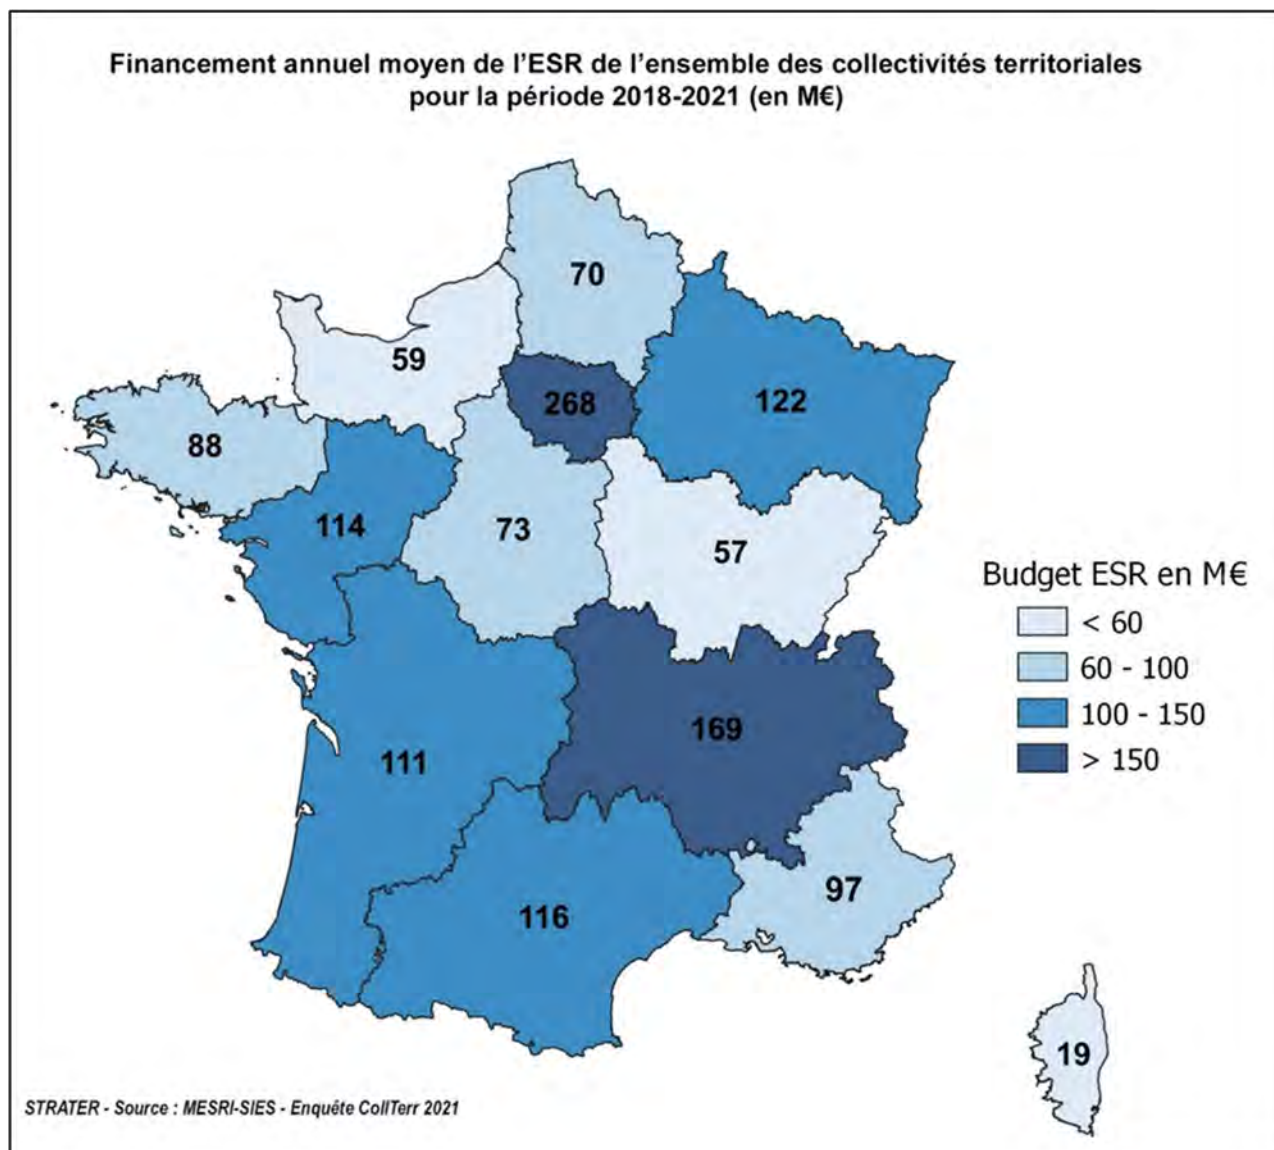 Financement annuel moyen de l'ESR de l'ensemble des collectivités territoriales
pour la période 2018-2021 (en M€)
70
59
268
122
88
114
73
57
Budget ESR en M€
< 60
60 - 100
100 - 150
> 150
169
111
97
116
19
STRATER - Source : MESRI-SIES - Enquête CollTerr 2021